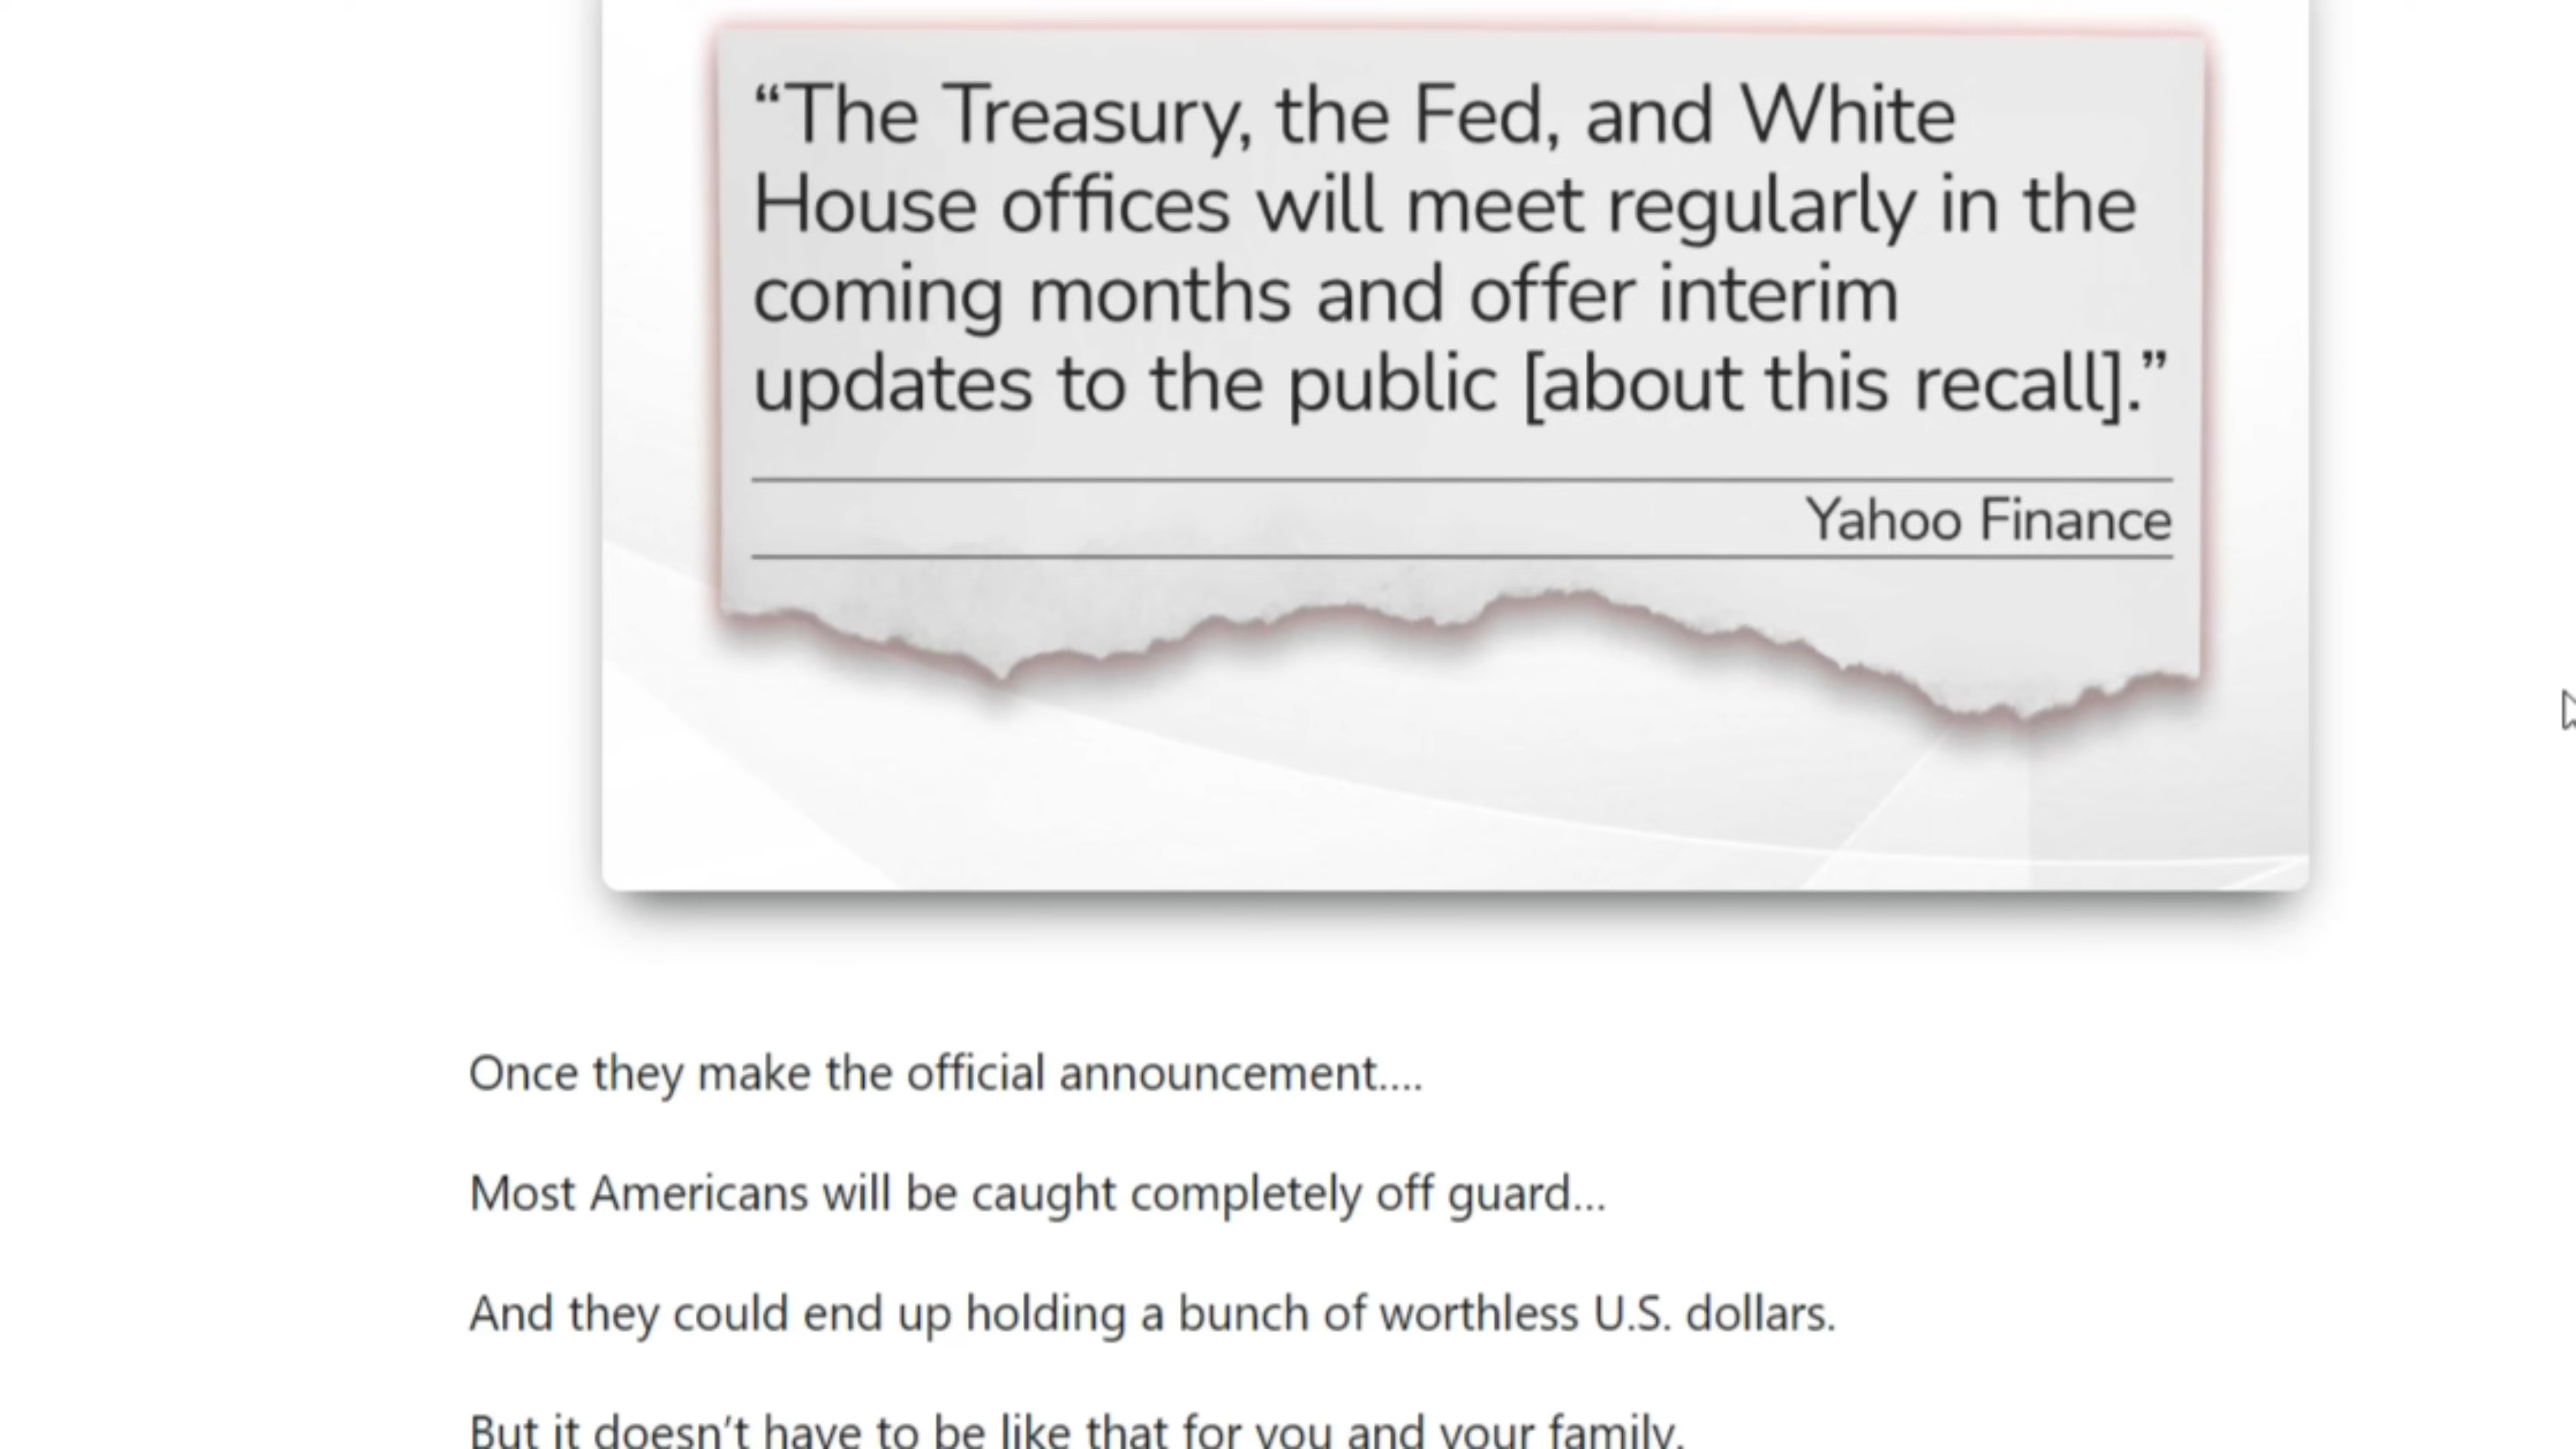 “The Treasury, the Fed, and White
House offices will meet regularly in the
coming months and offer interim
updates to the public [about this recall].”
Yahoo Finance
Once they make the official announcement....
Most Americans will be caught completely off guard...
And they could end up holding a bunch of worthless U.S. dollars.
But it doesn’t have to be like that for you and your family.